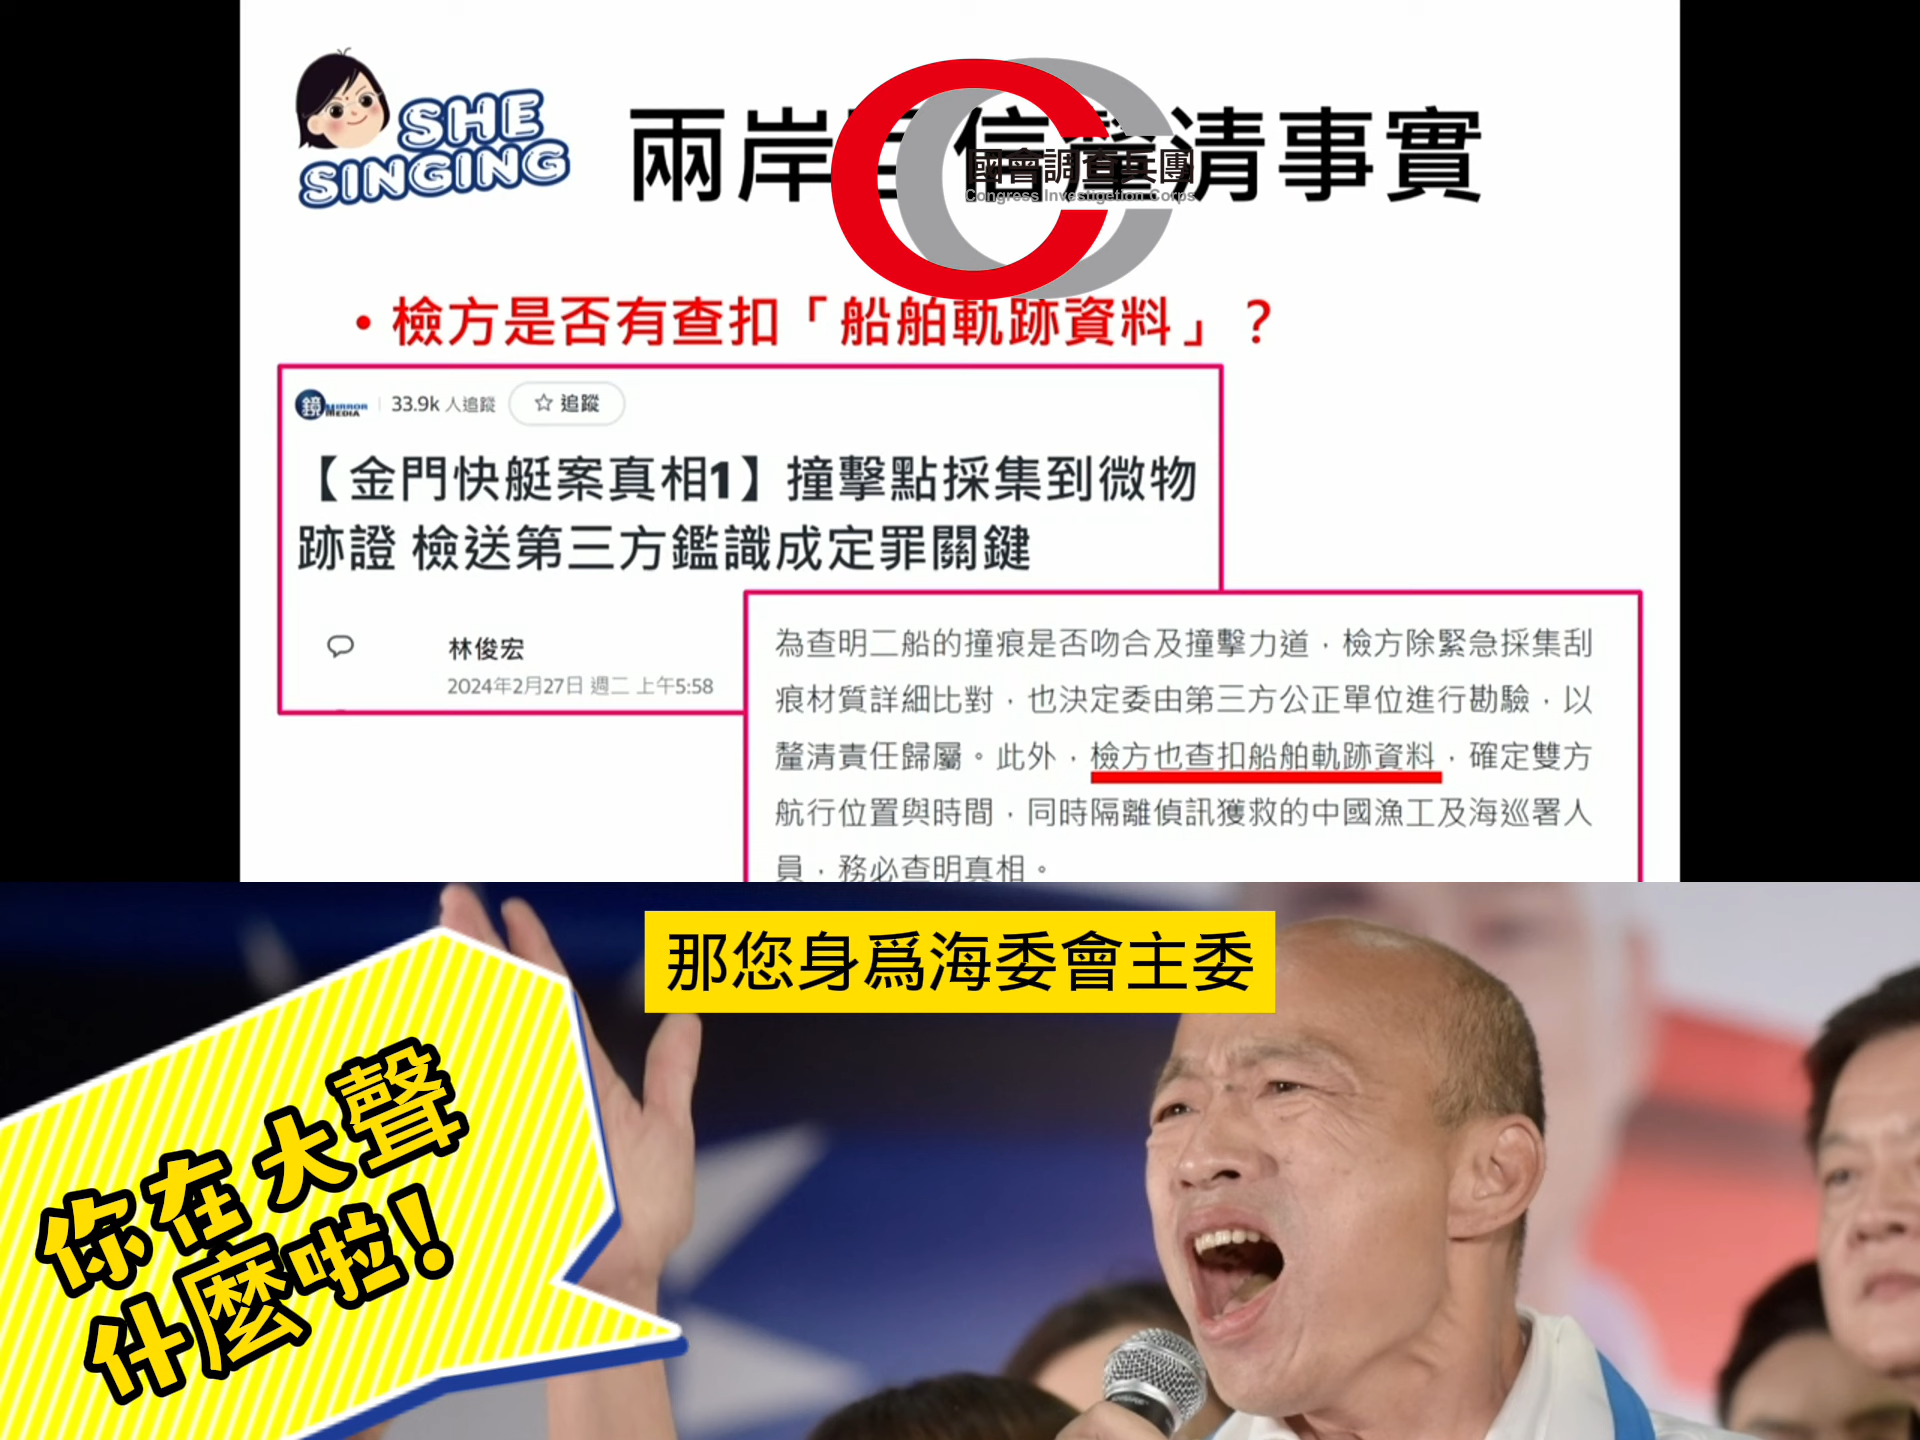 SHE
SINGING
兩岸互信釐清事實
國會調查兵團
Congress Investigetion Corps
• 檢方是否有查扣「船舶軌跡資料」？
鏡 MIRROR MEDIA 33.9k 人追蹤 ☆ 追蹤
【金門快艇案真相1】撞擊點採集到微物
跡證 檢送第三方鑑識成定罪關鍵
林俊宏
2024年2月27日 週二 上午5:58
為查明二船的撞痕是否吻合及撞擊力道，檢方除緊急採集刮
痕材質詳細比對，也決定委由第三方公正單位進行勘驗，以
釐清責任歸屬。此外，檢方也查扣船舶軌跡資料，確定雙方
航行位置與時間，同時隔離偵訊獲救的中國漁工及海巡署人
員，務必查明真相。
那您身爲海委會主委
你在大聲
什麼啦！